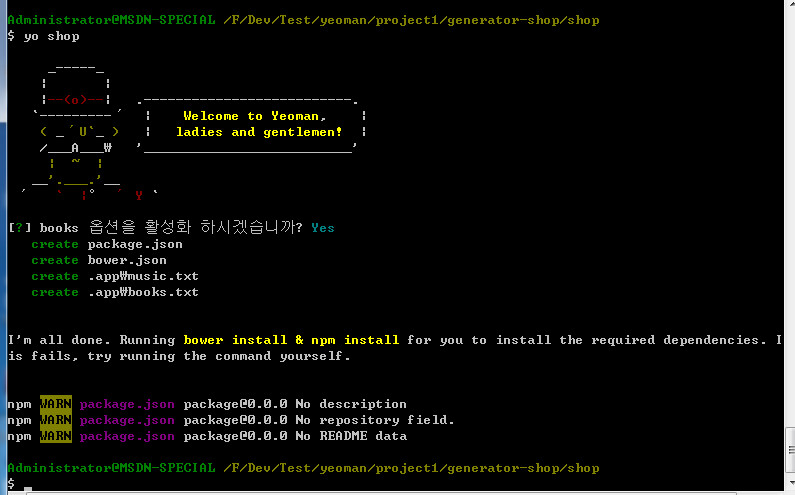 Administrator@MSDN-SPECIAL /F/Dev/Test/yeoman/project1/generator-shop/shop
$ yo shop
Welcome to Yeoman,
ladies and gentlemen!
[?] books 옵션을 활성화 하시겠습니까? Yes
create package.json
create bower.json
create .app₩music.txt
create .app₩books.txt
I'm all done. Running bower install & npm install for you to install the required dependencies. I
is fails, try running the command yourself.
npm WARN package.json package@0.0.0 No description
npm WARN package.json package@0.0.0 No repository field.
npm WARN package.json package@0.0.0 No README data
Administrator@MSDN-SPECIAL /F/Dev/Test/yeoman/project1/generator-shop/shop
$